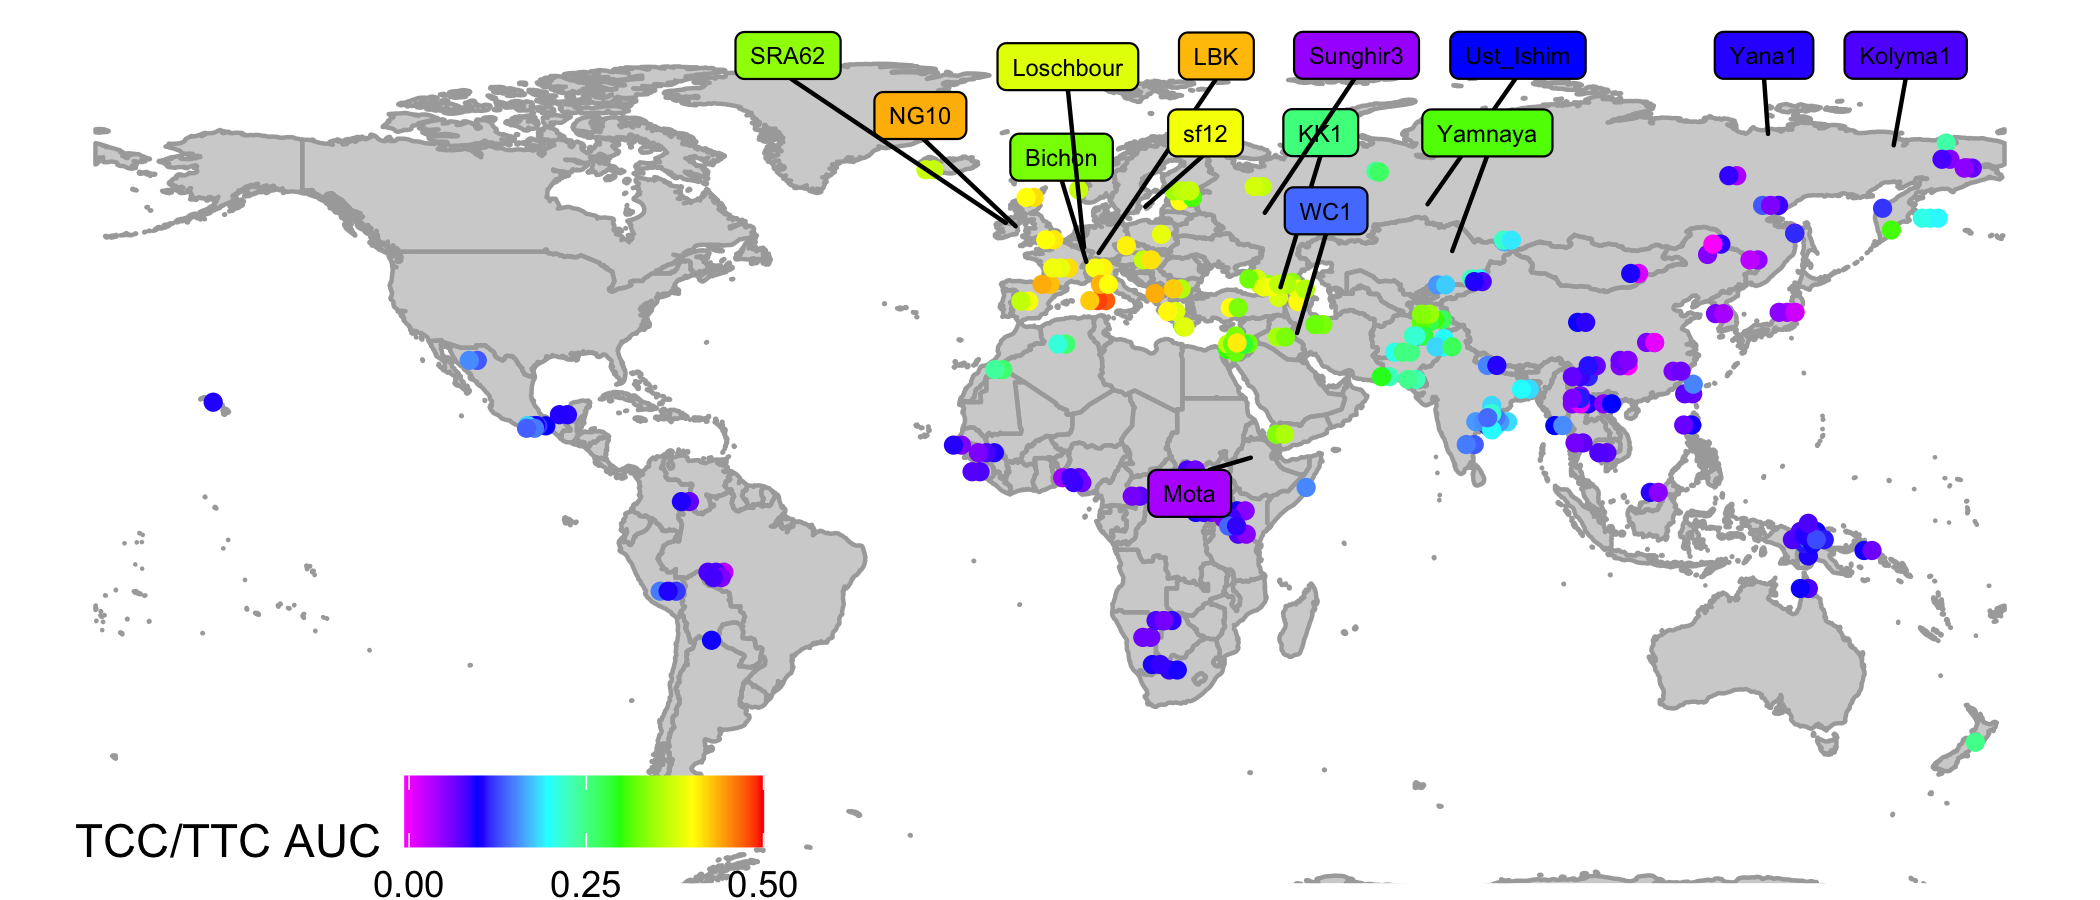 SRA62
Loschbour
LBK
Sunghir3
Ust_Ishim
Yana1
Kolyma1
NG10
Bichon
sf12
KK1
Yamnaya
WC1
Mota
TCC/TTC AUC
0.00 0.25 0.50